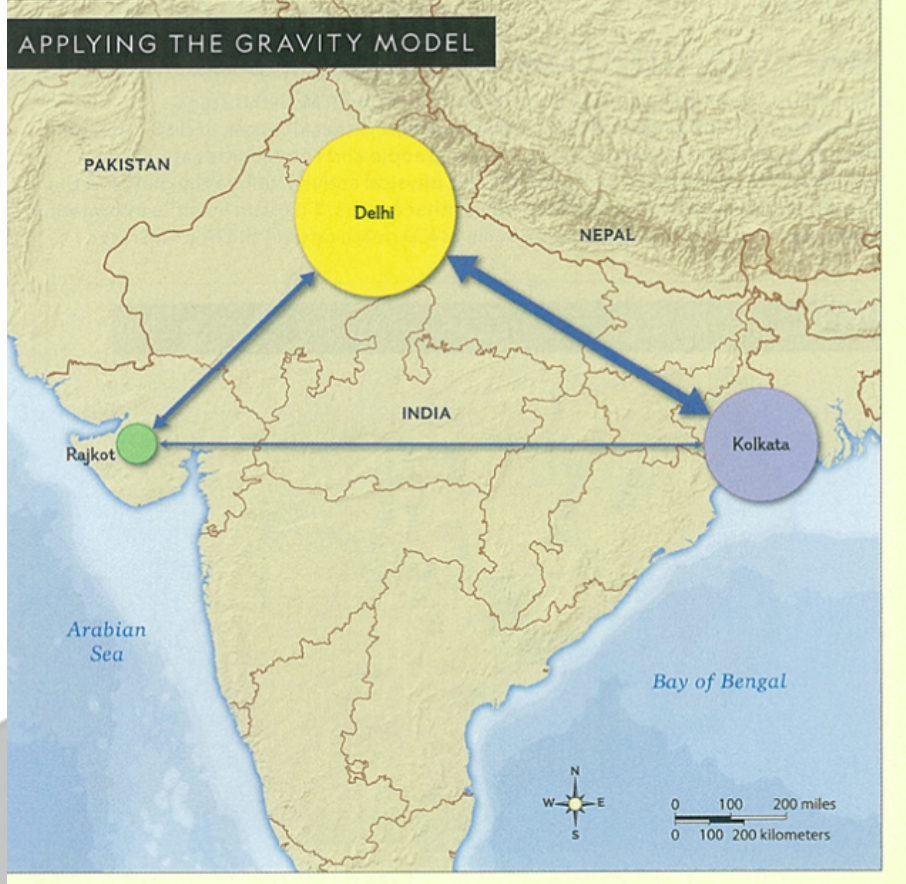 APPLYING THE GRAVITY MODEL
PAKISTAN
Delhi
NEPAL
INDIA
Rajkot
Kolkata
Arabian
Sea
Bay of Bengal
N
W E
S
0 100 200 miles
0 100 200 kilometers